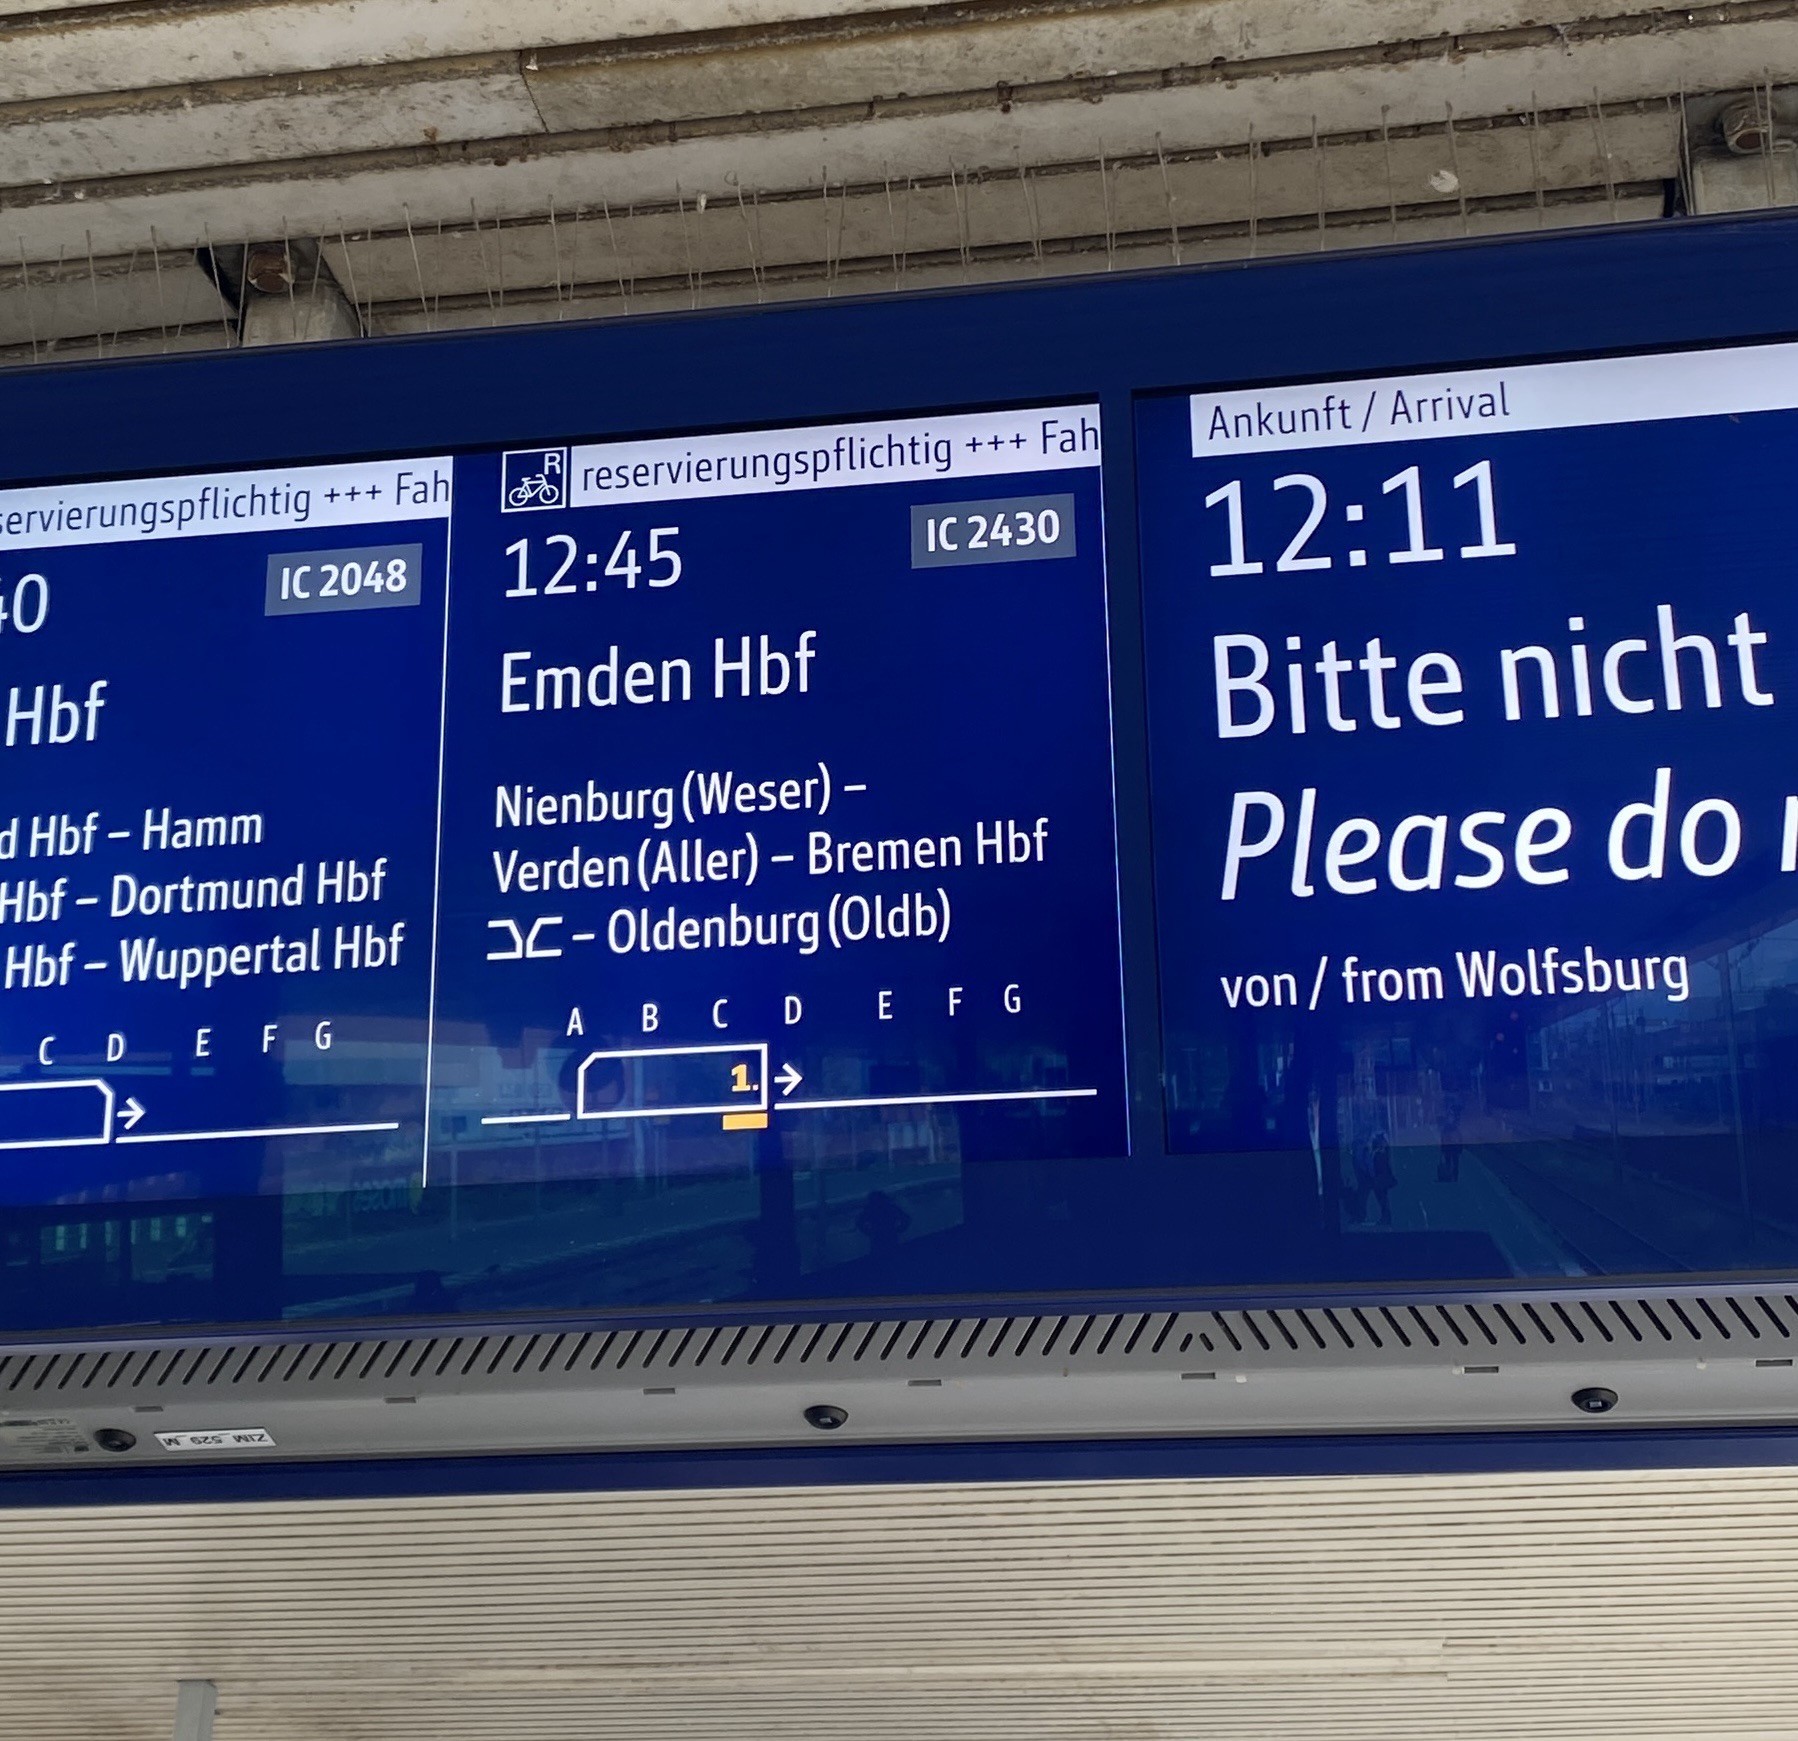 servierungspflichtig +++ Fah
40
IC 2048
Hbf
d Hbf – Hamm
Hbf – Dortmund Hbf
Hbf – Wuppertal Hbf
C D E F G
R
reservierungspflichtig +++ Fah
12:45
IC 2430
Emden Hbf
Nienburg (Weser) –
Verden (Aller) – Bremen Hbf
– Oldenburg (Oldb)
A B C D E F G
1.
Ankunft / Arrival
12:11
Bitte nicht
Please do
von / from Wolfsburg
ZIM_529_M